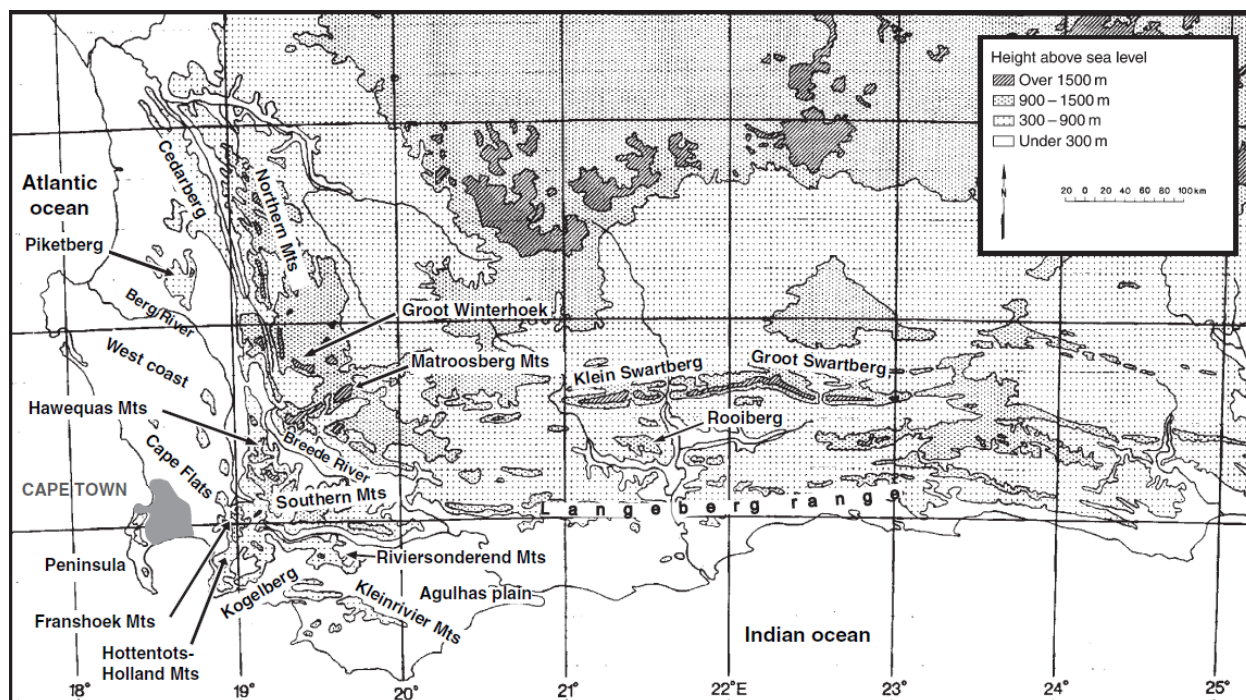 Height above sea level
Over 1500 m
900 – 1500 m
300 – 900 m
Under 300 m
N
20 0 20 40 60 80 100 km
Atlantic
ocean
Cedarberg
Northern Mts
Piketberg
Berg River
Groot Winterhoek
West coast
Matroosberg Mts
Klein Swartberg
Groot Swartberg
Hawequas Mts
Rooiberg
Breede River
Cape Flats
CAPE TOWN
Southern Mts
Langeberg range
Peninsula
Riviersonderend Mts
Kogelberg
Kleinrivier Mts
Agulhas plain
Franshoek Mts
Indian ocean
Hottentots-
Holland Mts
18° 19° 20° 21° 22°E 23° 24° 25°